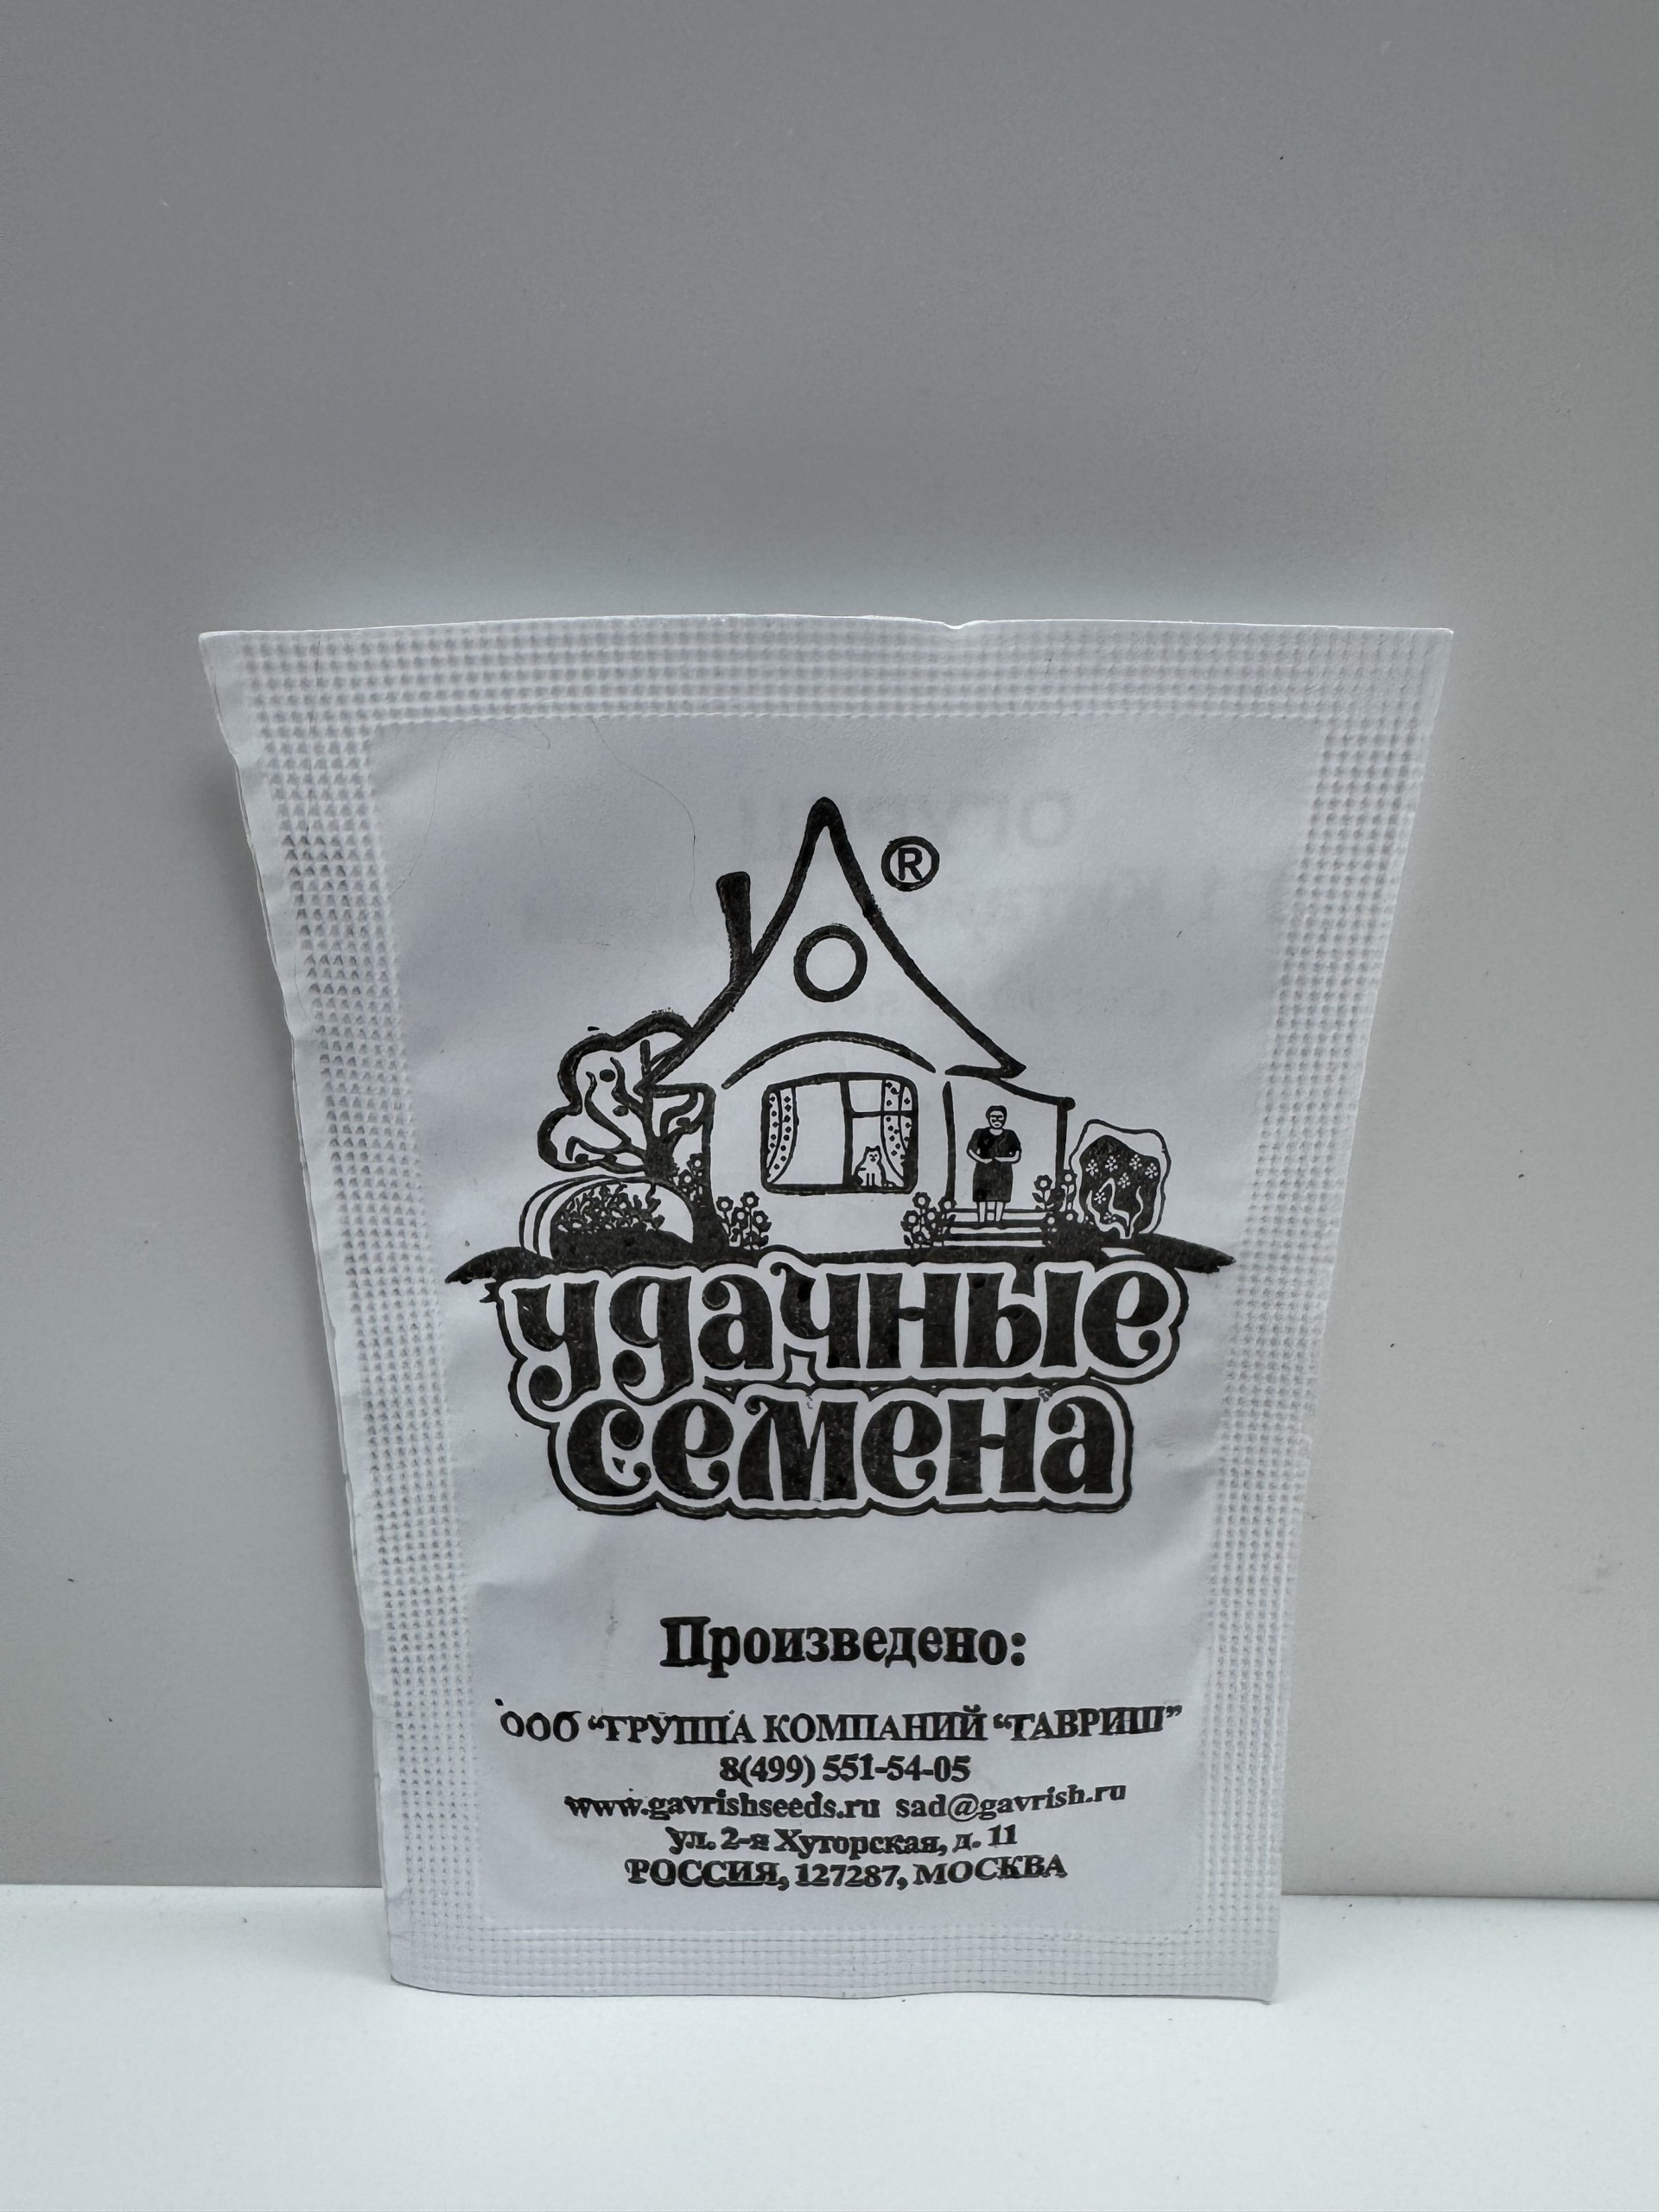 ®
удачные
семена
Произведено:
ООО “ГРУППА КОМПАНИЙ “ГАВРИШ”
8(499) 551-54-05
www.gavrishseeds.ru sad@gavrish.ru
ул. 2-я Хуторская, д. 11
РОССИЯ, 127287, МОСКВА